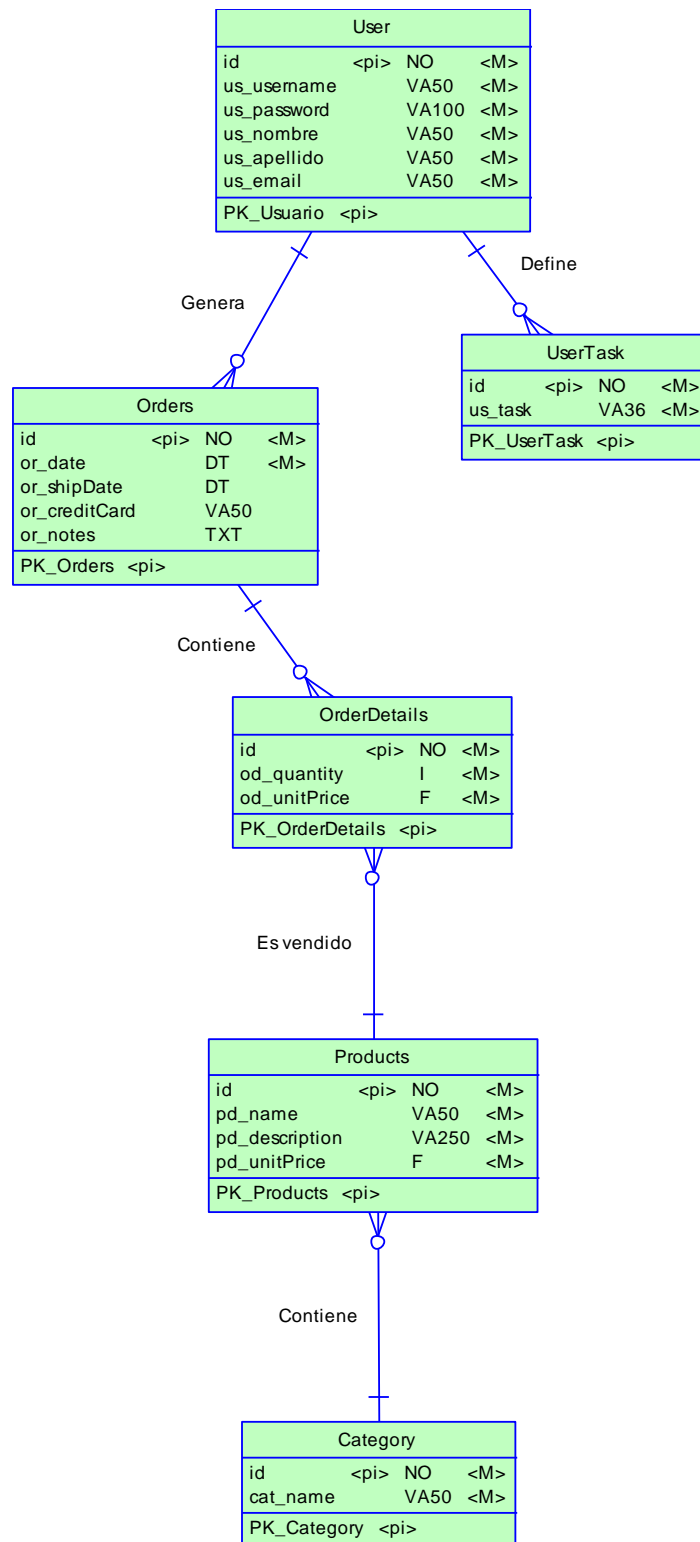 User
id <pi> NO <M>
us_username VA50 <M>
us_password VA100 <M>
us_nombre VA50 <M>
us_apellido VA50 <M>
us_email VA50 <M>
PK_Usuario <pi>
Define
Genera
UserTask
id <pi> NO <M>
us_task VA36 <M>
PK_UserTask <pi>
Orders
id <pi> NO <M>
or_date DT <M>
or_shipDate DT
or_creditCard VA50
or_notes TXT
PK_Orders <pi>
Contiene
OrderDetails
id <pi> NO <M>
od_quantity I <M>
od_unitPrice F <M>
PK_OrderDetails <pi>
Es vendido
Products
id <pi> NO <M>
pd_name VA50 <M>
pd_description VA250 <M>
pd_unitPrice F <M>
PK_Products <pi>
Contiene
Category
id <pi> NO <M>
cat_name VA50 <M>
PK_Category <pi>